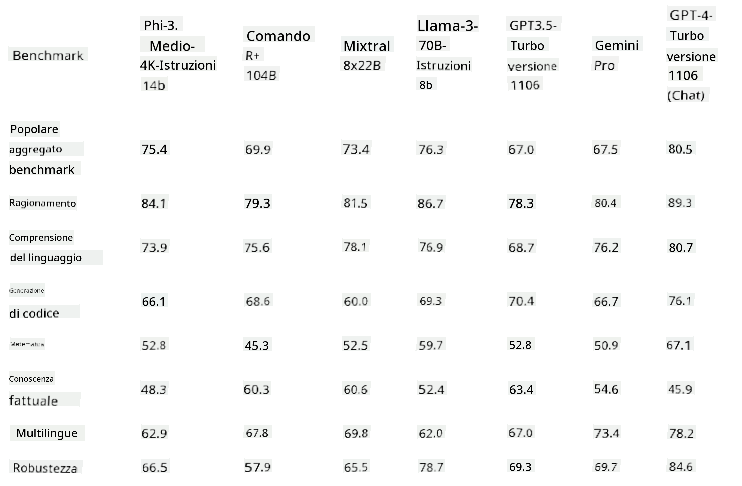 Benchmark
Phi-3.
Medio-
4K-Istruzioni
14b
Comando
R+
104B
Mixtral
8x22B
Llama-3-
70B-
Istruzioni
8b
GPT3.5-
Turbo
versione
1106
Gemini
Pro
GPT-4-
Turbo
versione
1106
(Chat)
Popolare
aggregato
benchmark
75.4 69.9 73.4 76.3 67.0 67.5 80.5
Ragionamento 84.1 79.3 81.5 86.7 78.3 80.4 89.3
Comprensione
del linguaggio
73.9 75.6 78.1 76.9 68.7 76.2 80.7
Generazione
di codice
66.1 68.6 60.0 69.3 70.4 66.7 76.1
Matematica 52.8 45.3 52.5 59.7 52.8 50.9 67.1
Conoscenza
fattuale
48.3 60.3 60.6 52.4 63.4 54.6 45.9
Multilingue 62.9 67.8 69.8 62.0 67.0 73.4 78.2
Robustezza 66.5 57.9 65.5 78.7 69.3 69.7 84.6